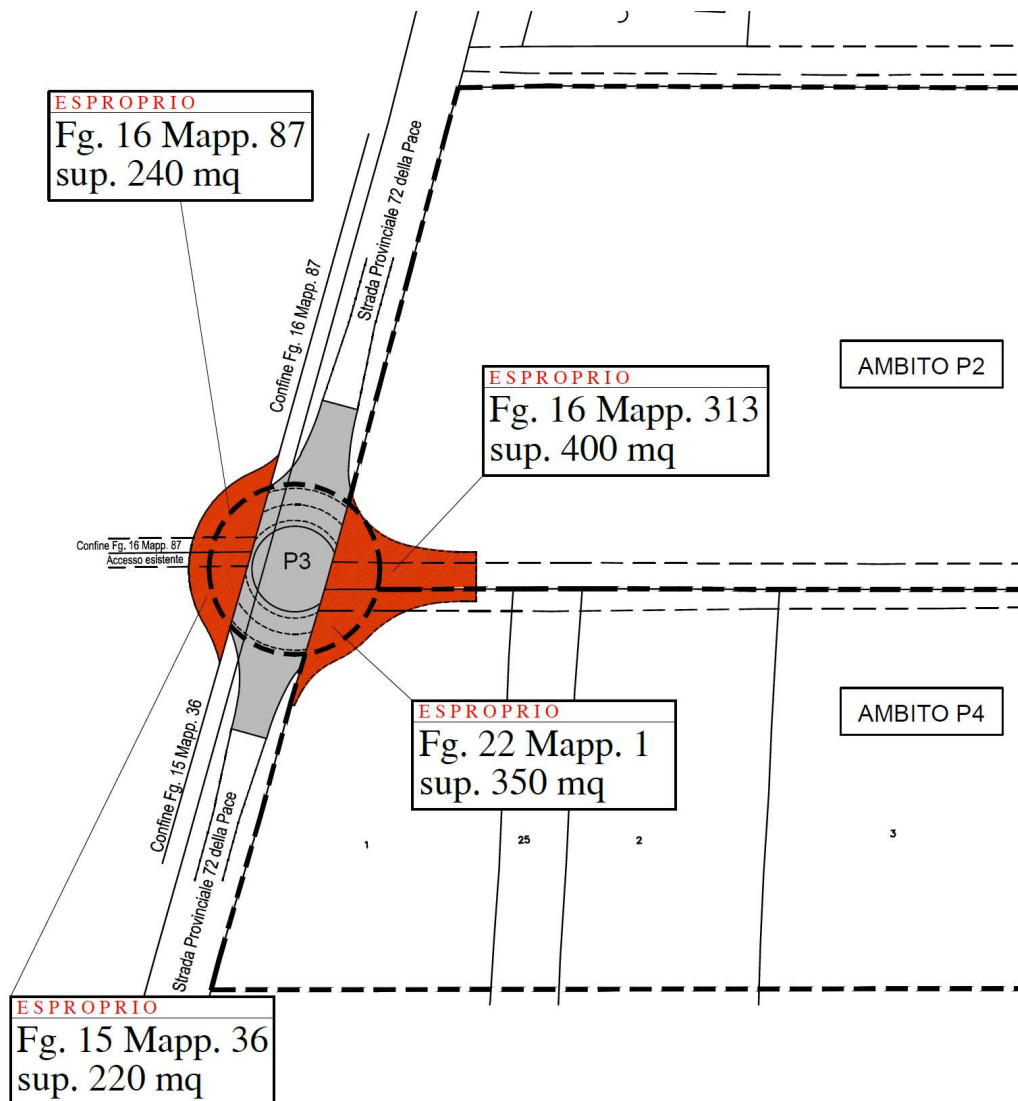 ESPROPRIO
Fg. 16 Mapp. 87
sup. 240 mq
Strada Provinciale 72 della Pace
Confine Fg. 16 Mapp. 87
AMBITO P2
ESPROPRIO
Fg. 16 Mapp. 313
sup. 400 mq
Confine Fg. 16 Mapp. 87
Accesso esistente
P3
ESPROPRIO
Fg. 22 Mapp. 1
sup. 350 mq
AMBITO P4
Confine Fg. 15 Mapp. 36
Strada Provinciale 72 della Pace
1
25
2
3
ESPROPRIO
Fg. 15 Mapp. 36
sup. 220 mq